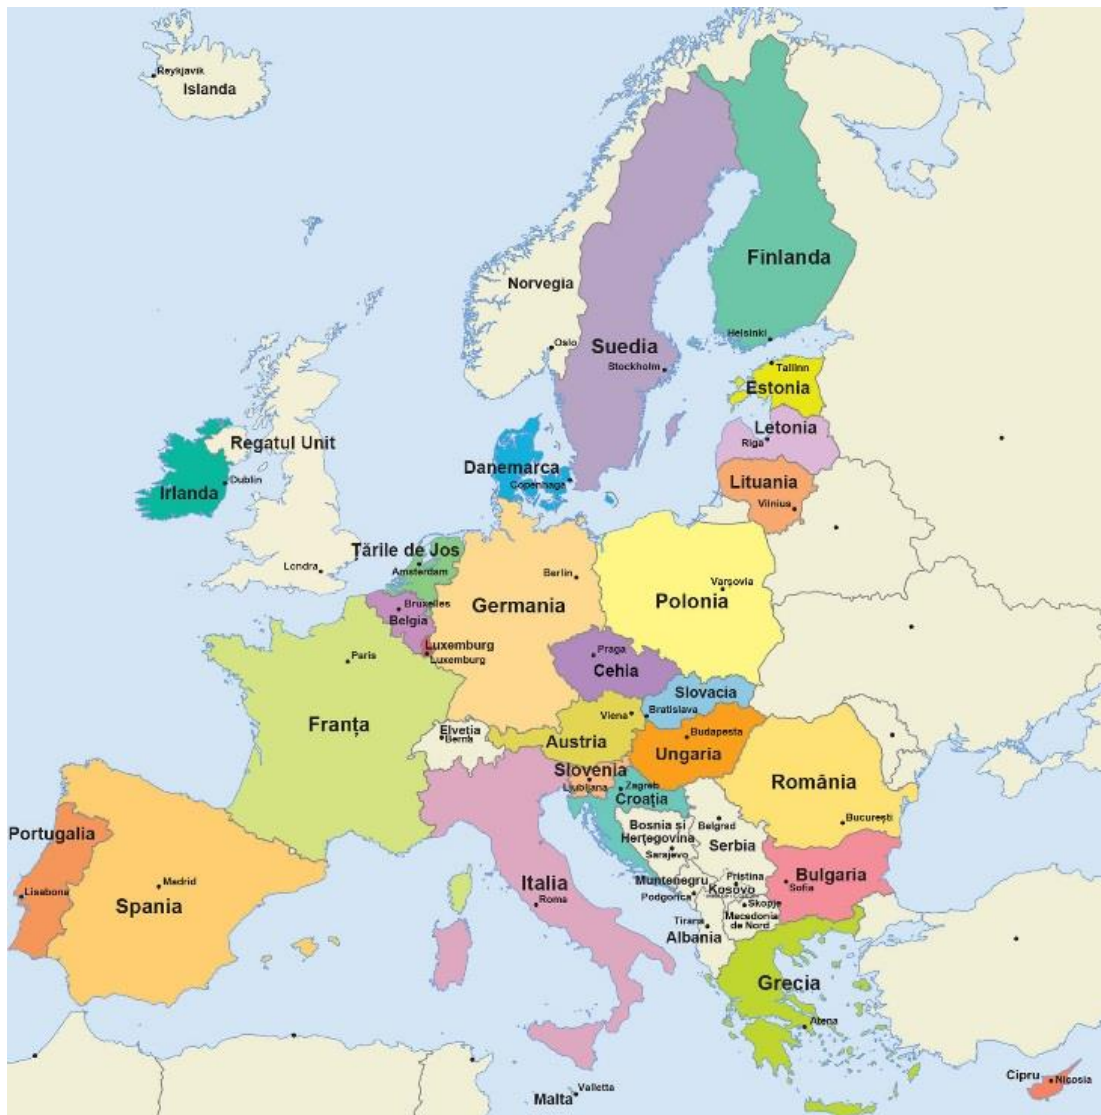 Reykjavik
Islanda
Finlanda
Norvegia
Helsinki
Oslo
Suedia
Stockholm
Tallinn
Estonia
Letonia
Riga
Regatul Unit
Danemarca
Copenhaga
Lituania
Vilnius
Dublin
Irlanda
Țările de Jos
Amsterdam
Londra
Berlin
Varșovia
Germania
Polonia
Bruxelles
Belgia
Luxemburg
Luxemburg
Paris
Praga
Cehia
Slovacia
Bratislava
Viena
Franța
Elveția
Berna
Austria
Budapesta
Ungaria
Slovenia
Ljubljana
Zagreb
Croația
România
București
Portugalia
Bosnia și
Herțegovina
Sarajevo
Belgrad
Serbia
Madrid
Lisabona
Spania
Italia
Roma
Muntenegru
Podgorica
Pristina
Kosovo
Bulgaria
Sofia
Skopje
Macedonia
de Nord
Tirana
Albania
Grecia
Atena
Cipru
Nicosia
Valletta
Malta